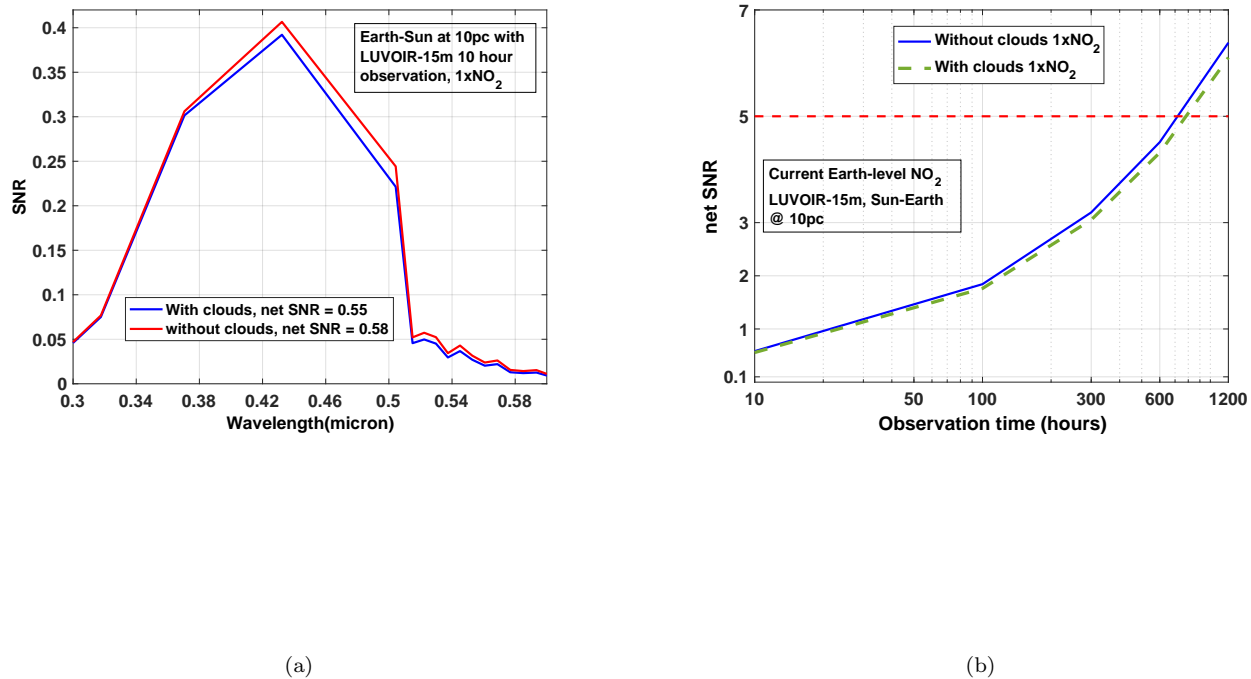 0.4
0.35
0.3
0.25
0.2
0.15
0.1
0.05
0
SNR
Earth-Sun at 10pc with
LUVOIR-15m 10 hour
observation, 1xNO2
With clouds, net SNR = 0.55
without clouds, net SNR = 0.58
0.3 0.34 0.38 0.42 0.46 0.5 0.54 0.58
Wavelength(micron)
(a)
7
5
3
2
1
0.1
net SNR
Without clouds 1xNO2
With clouds 1xNO2
Current Earth-level NO2
LUVOIR-15m, Sun-Earth
@ 10pc
10 50 100 300 600 1200
Observation time (hours)
(b)